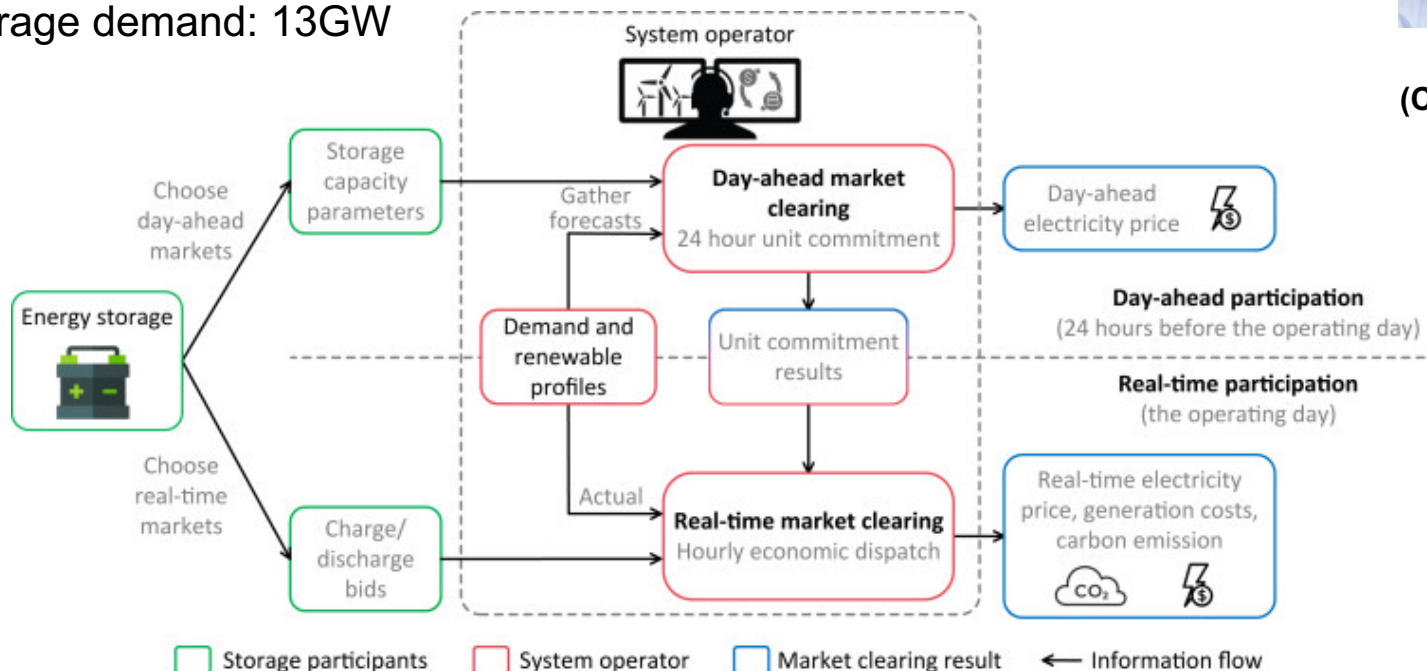 rage demand: 13GW
System operator
(C
Storage
capacity
parameters
Choose
day-ahead
markets
Gather
forecasts
Day-ahead market
clearing
24 hour unit commitment
Day-ahead
electricity price
Energy storage
Demand and
renewable
profiles
Unit commitment
results
Day-ahead participation
(24 hours before the operating day)
Real-time participation
(the operating day)
Choose
real-time
markets
Charge/
discharge
bids
Actual
Real-time market clearing
Hourly economic dispatch
Real-time electricity
price, generation costs,
carbon emission
CO₂
Storage participants
System operator
Market clearing result
Information flow